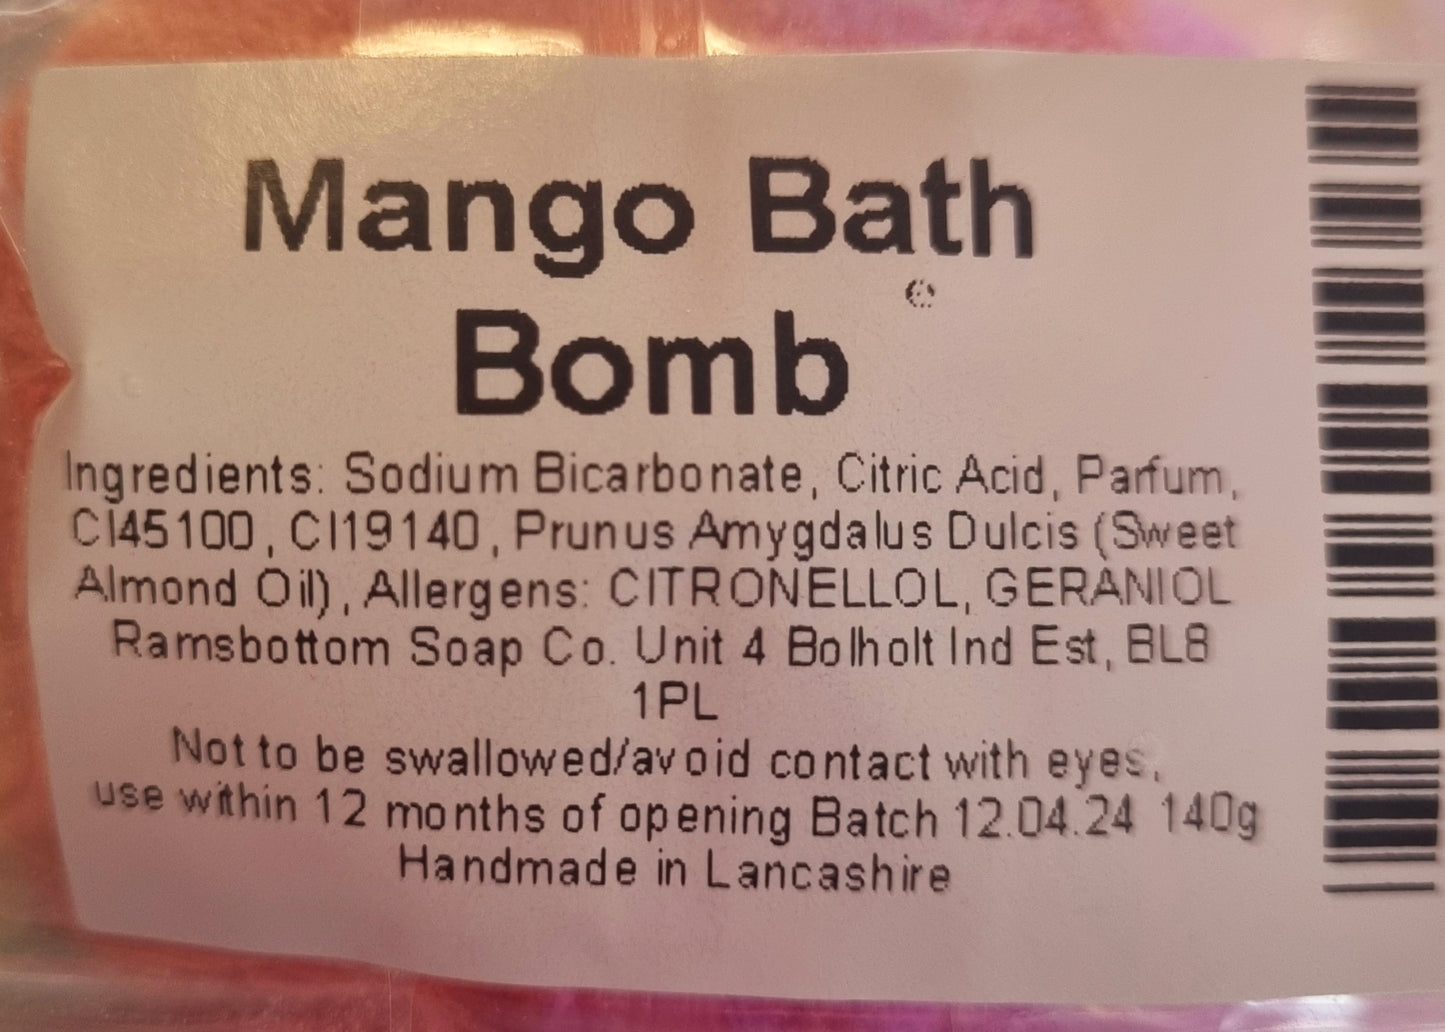 Mango Bath
Bomb
Ingredients: Sodium Bicarbonate, Citric Acid, Parfum,
CI45100, CI19140, Prunus Amygdalus Dulcis (Sweet
Almond Oil), Allergens: CITRONELLOL, GERANIOL
Ramsbottom Soap Co. Unit 4 Bolholt Ind Est, BL8
1PL
Not to be swallowed/avoid contact with eyes,
use within 12 months of opening Batch 12.04.24 140g
Handmade in Lancashire